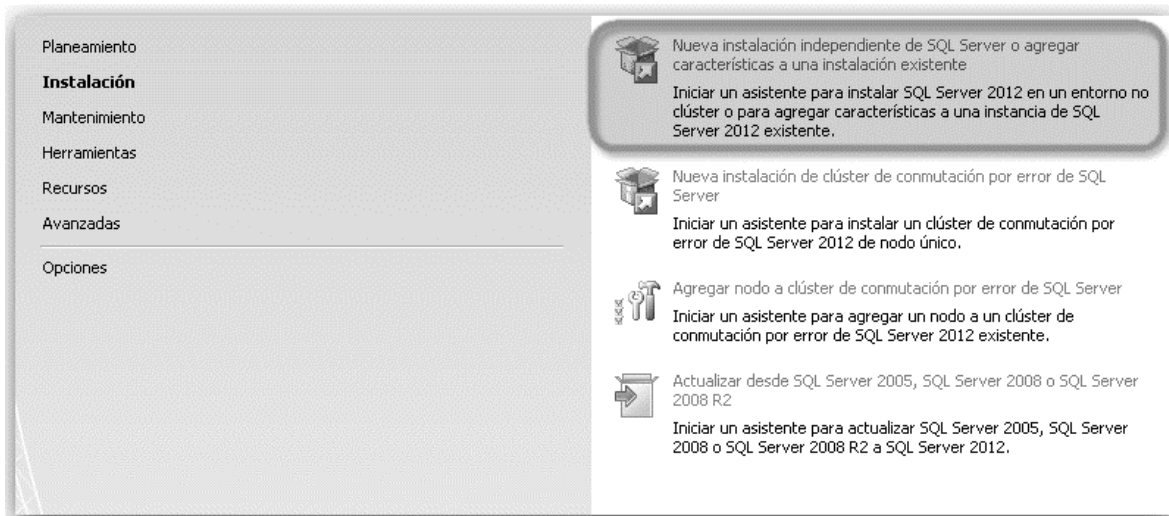 Planeamiento
Instalación
Mantenimiento
Herramientas
Recursos
Avanzadas
Opciones
Nueva instalación independiente de SQL Server o agregar
características a una instalación existente
Iniciar un asistente para instalar SQL Server 2012 en un entorno no
clúster o para agregar características a una instancia de SQL
Server 2012 existente.
Nueva instalación de clúster de conmutación por error de SQL
Server
Iniciar un asistente para instalar un clúster de conmutación por
error de SQL Server 2012 de nodo único.
Agregar nodo a clúster de conmutación por error de SQL Server
Iniciar un asistente para agregar un nodo a un clúster de
conmutación por error de SQL Server 2012 existente.
Actualizar desde SQL Server 2005, SQL Server 2008 o SQL Server
2008 R2
Iniciar un asistente para actualizar SQL Server 2005, SQL Server
2008 o SQL Server 2008 R2 a SQL Server 2012.